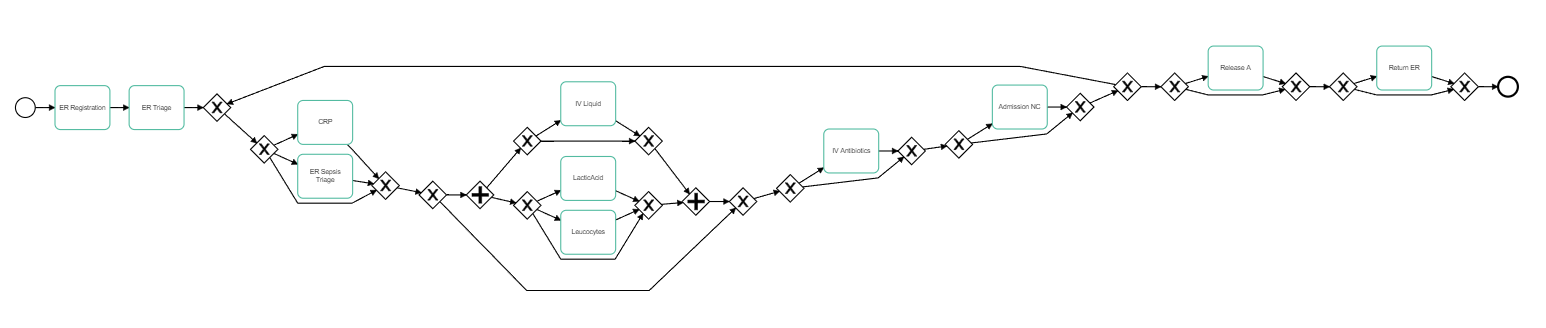 ER Registration
ER Triage
CRP
ER Sepsis
Triage
IV Liquid
LacticAcid
Leucocytes
IV Antibiotics
Admission NC
Release A
Return ER